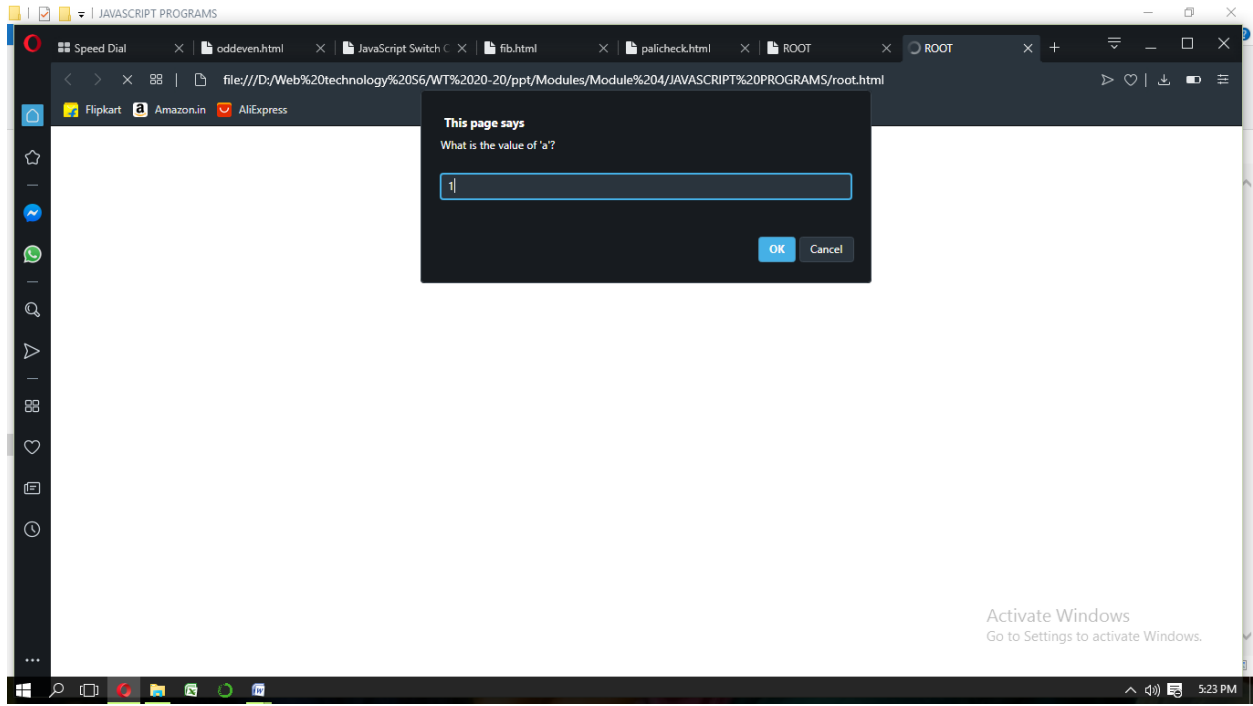 JAVASCRIPT PROGRAMS
Speed Dial oddeven.html JavaScript Switch C fib.html palicheck.html ROOT ROOT
file:///D:/Web%20technology%20S6/WT%2020-20/ppt/Modules/Module%204/JAVASCRIPT%20PROGRAMS/root.html
Flipkart a Amazon.in AliExpress
This page says
What is the value of 'a'?
1
OK Cancel
Activate Windows
Go to Settings to activate Windows.
5:23 PM